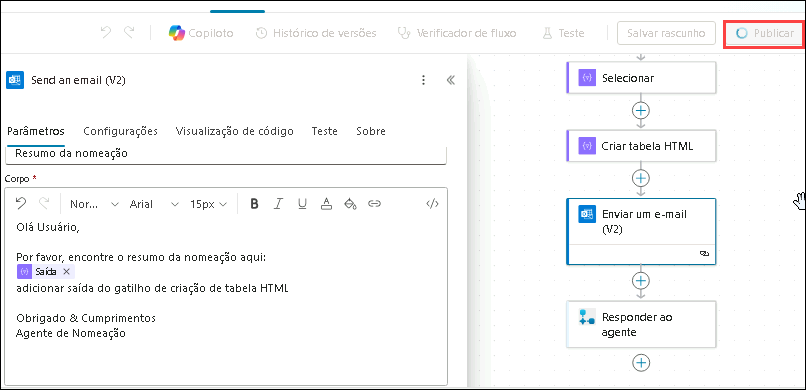 Copiloto
Histórico de versões
Verificador de fluxo
Teste
Salvar rascunho
Publicar
Send an email (V2)
Parâmetros
Configurações
Visualização de código
Teste
Sobre
Resumo da nomeação
Corpo *
Nor...
Arial
15px
B
I
U
A
</>
Olá Usuário,
Por favor, encontre o resumo da nomeação aqui:
Saída ×
adicionar saída do gatilho de criação de tabela HTML
Obrigado & Cumprimentos
Agente de Nomeação
Selecionar
Criar tabela HTML
Enviar um e-mail
(V2)
Responder ao
agente